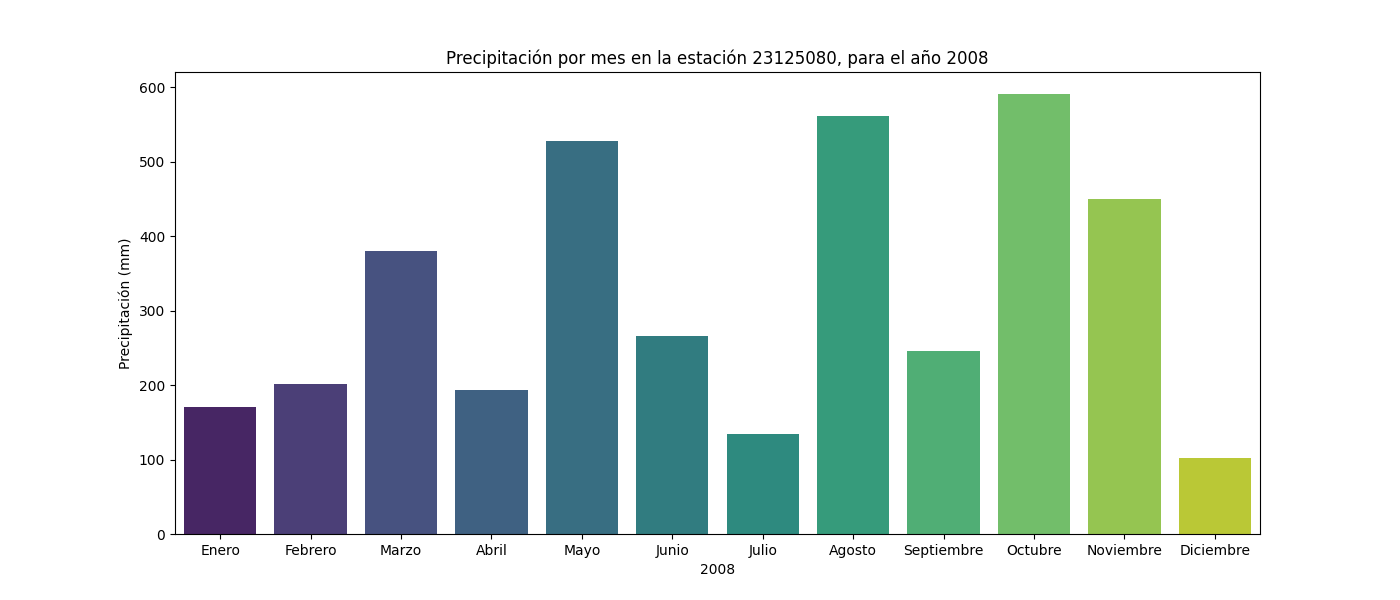 Precipitación por mes en la estación 23125080, para el año 2008
Precipitación (mm)
600
500
400
300
200
100
0
Enero Febrero Marzo Abril Mayo Junio Julio Agosto Septiembre Octubre Noviembre Diciembre
2008